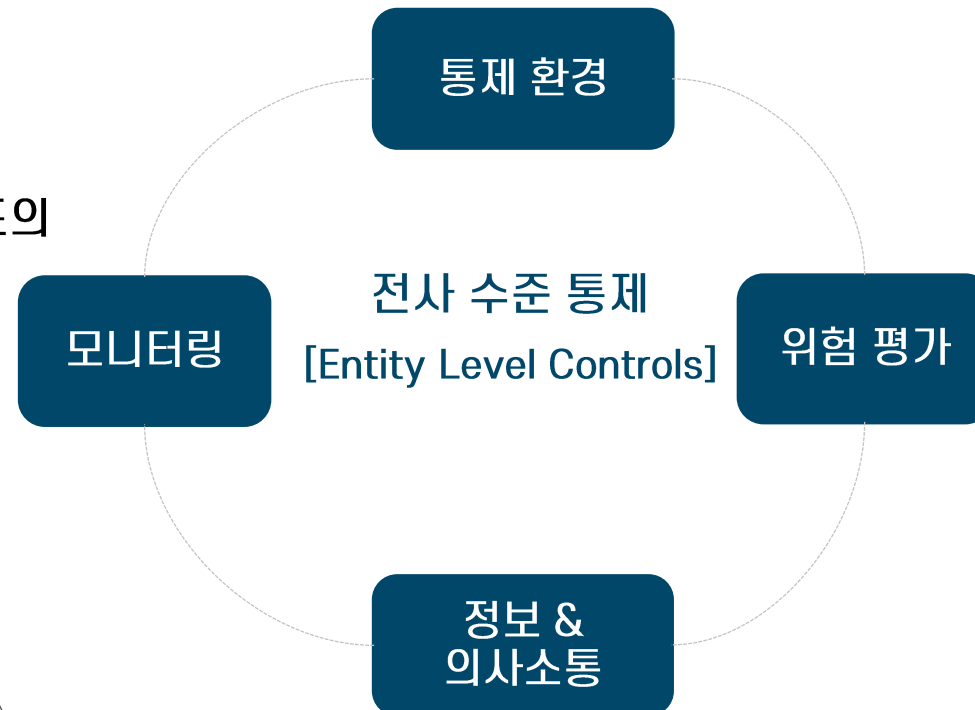 통제 환경
의
모니터링
전사 수준 통제
[Entity Level Controls]
위험 평가
정보 &
의사소통